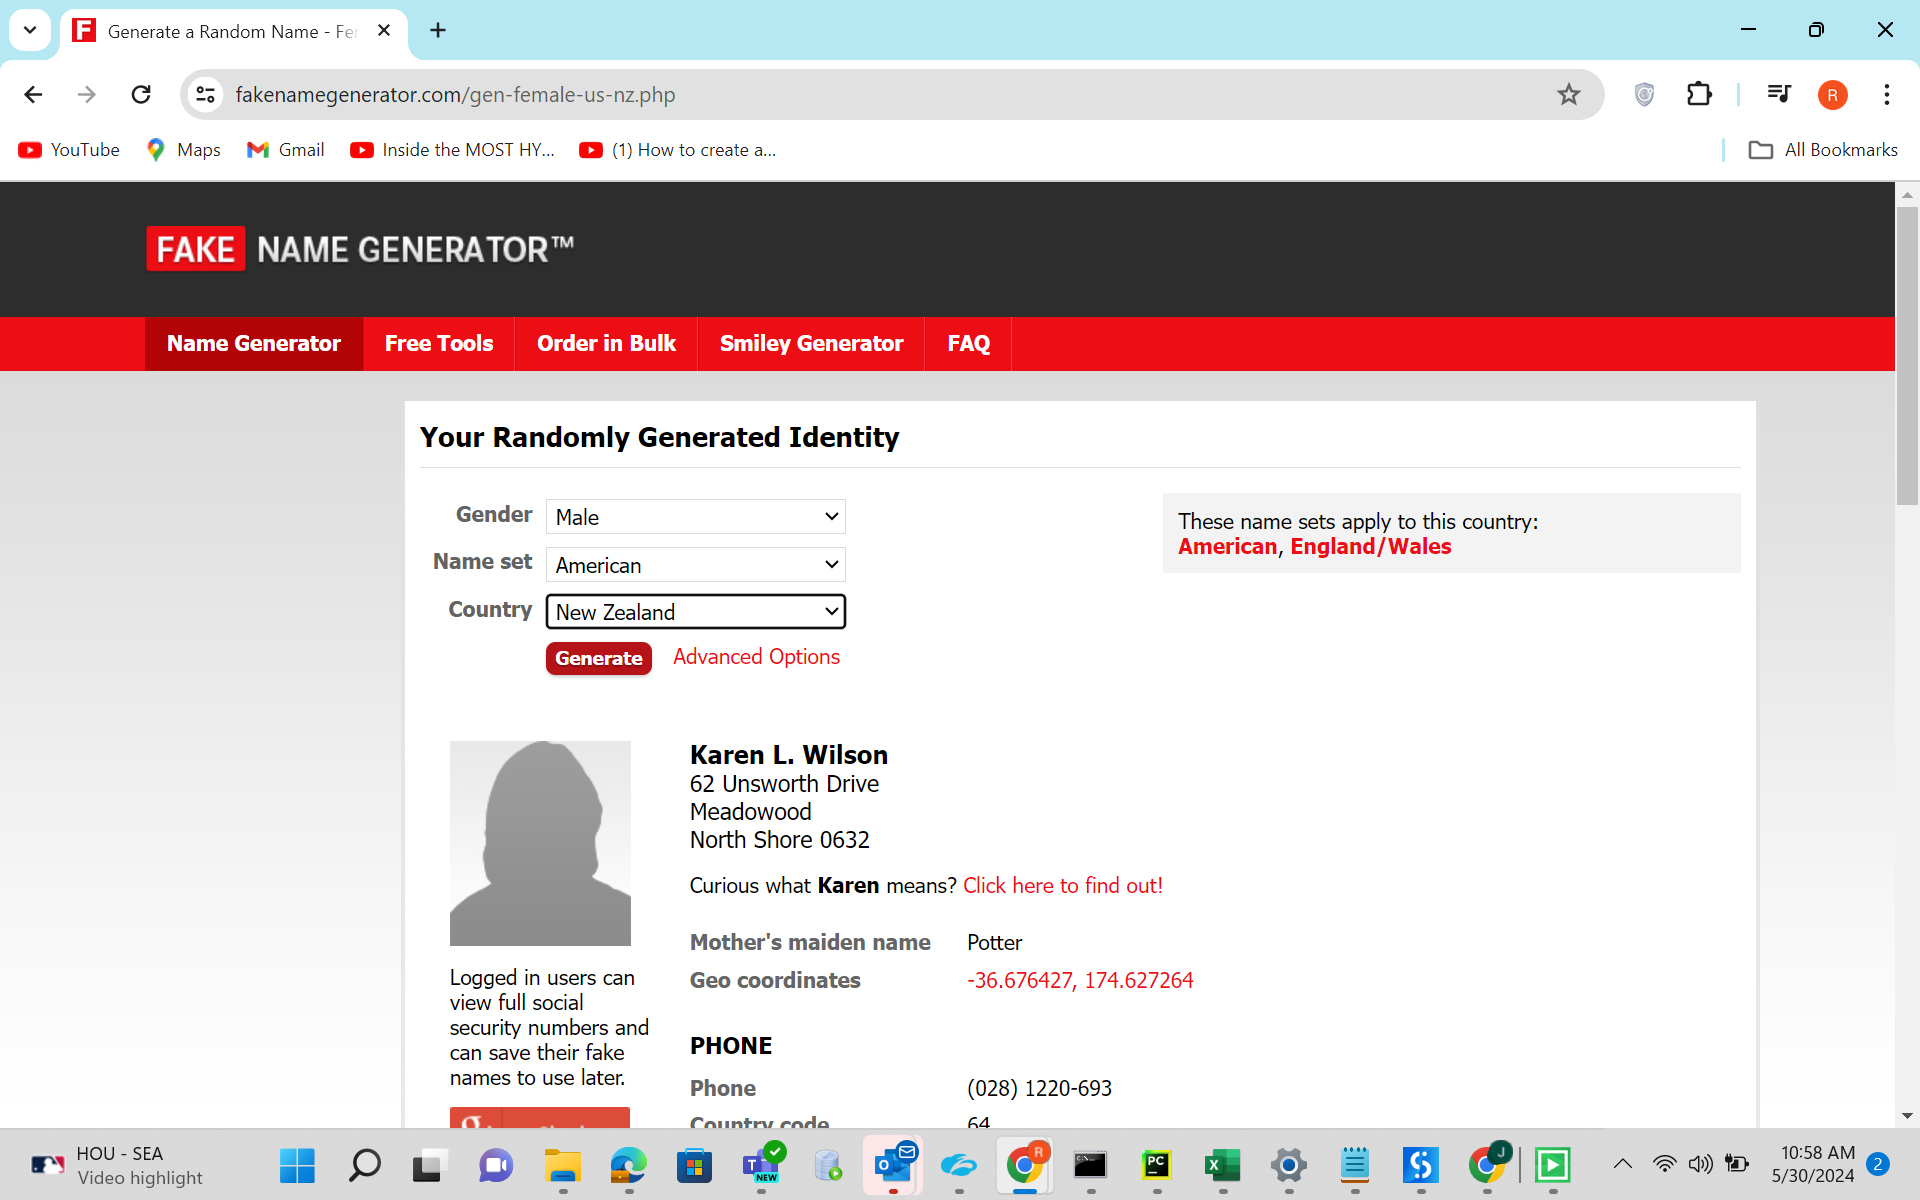 Generate a Random Name - Fe
fakenamegenerator.com/gen-female-us-nz.php
R
YouTube
Maps
Gmail
Inside the MOST HY...
(1) How to create a...
All Bookmarks
FAKE NAME GENERATOR™
Name Generator
Free Tools
Order in Bulk
Smiley Generator
FAQ
Your Randomly Generated Identity
Gender Male
Name set American
Country New Zealand
Generate Advanced Options
These name sets apply to this country:
American, England/Wales
Karen L. Wilson
62 Unsworth Drive
Meadowood
North Shore 0632
Curious what Karen means? Click here to find out!
Mother's maiden name Potter
Geo coordinates -36.676427, 174.627264
Logged in users can
view full social
security numbers and
can save their fake
names to use later.
PHONE
Phone (028) 1220-693
Country code 64
HOU - SEA
Video highlight
NEW
R
PC
J
10:58 AM
5/30/2024
2